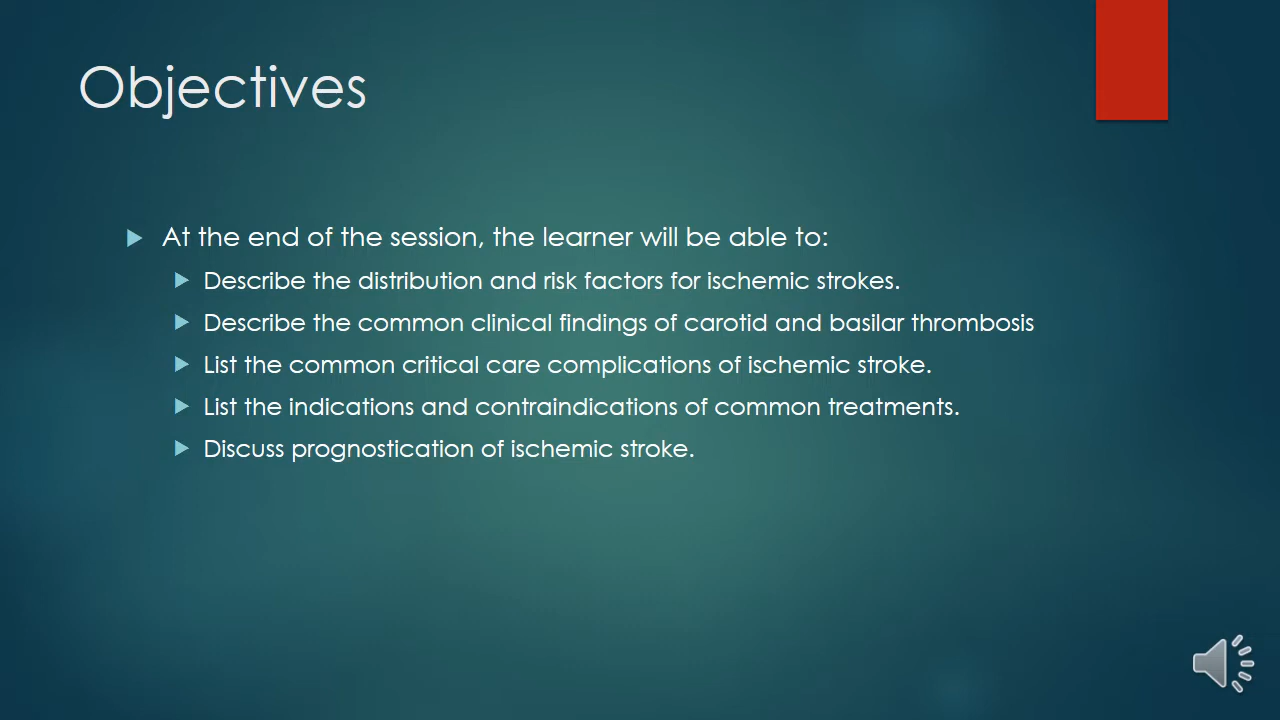 Objectives
At the end of the session, the learner will be able to:
Describe the distribution and risk factors for ischemic strokes.
Describe the common clinical findings of carotid and basilar thrombosis
List the common critical care complications of ischemic stroke.
List the indications and contraindications of common treatments.
Discuss prognostication of ischemic stroke.